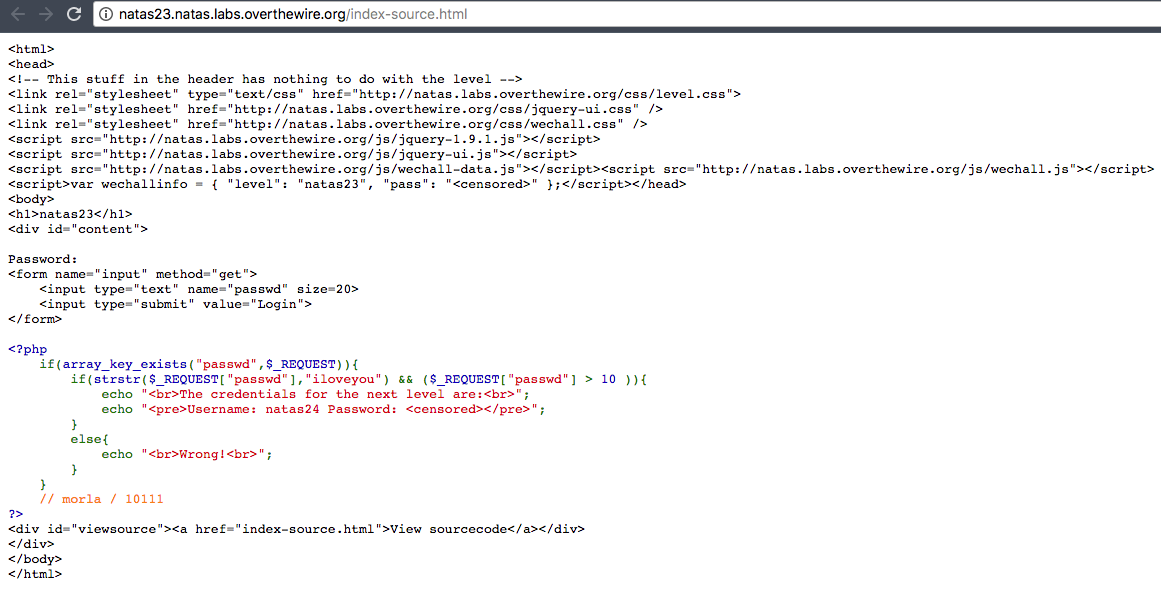 natas23.natas.labs.overthewire.org/index-source.html
<html>
<head>
<!-- This stuff in the header has nothing to do with the level -->
<link rel="stylesheet" type="text/css" href="http://natas.labs.overthewire.org/css/level.css">
<link rel="stylesheet" href="http://natas.labs.overthewire.org/css/jquery-ui.css" />
<link rel="stylesheet" href="http://natas.labs.overthewire.org/css/wechall.css" />
<script src="http://natas.labs.overthewire.org/js/jquery-1.9.1.js"></script>
<script src="http://natas.labs.overthewire.org/js/jquery-ui.js"></script>
<script src="http://natas.labs.overthewire.org/js/wechall-data.js"></script><script src="http://natas.labs.overthewire.org/js/wechall.js"></script>
<script>var wechallinfo = { "level": "natas23", "pass": "<censored>" };</script></head>
<body>
<h1>natas23</h1>
<div id="content">

Password:
<form name="input" method="get">
    <input type="text" name="passwd" size=20>
    <input type="submit" value="Login">
</form>

<?php
    if(array_key_exists("passwd",$_REQUEST)){
        if(strstr($_REQUEST["passwd"],"iloveyou") && ($_REQUEST["passwd"] > 10 )){
            echo "<br>The credentials for the next level are:<br>";
            echo "<pre>Username: natas24 Password: <censored></pre>";
        }
        else{
            echo "<br>Wrong!<br>";
        }
    }
    // morla / 10111
?>
<div id="viewsource"><a href="index-source.html">View sourcecode</a></div>
</div>
</body>
</html>